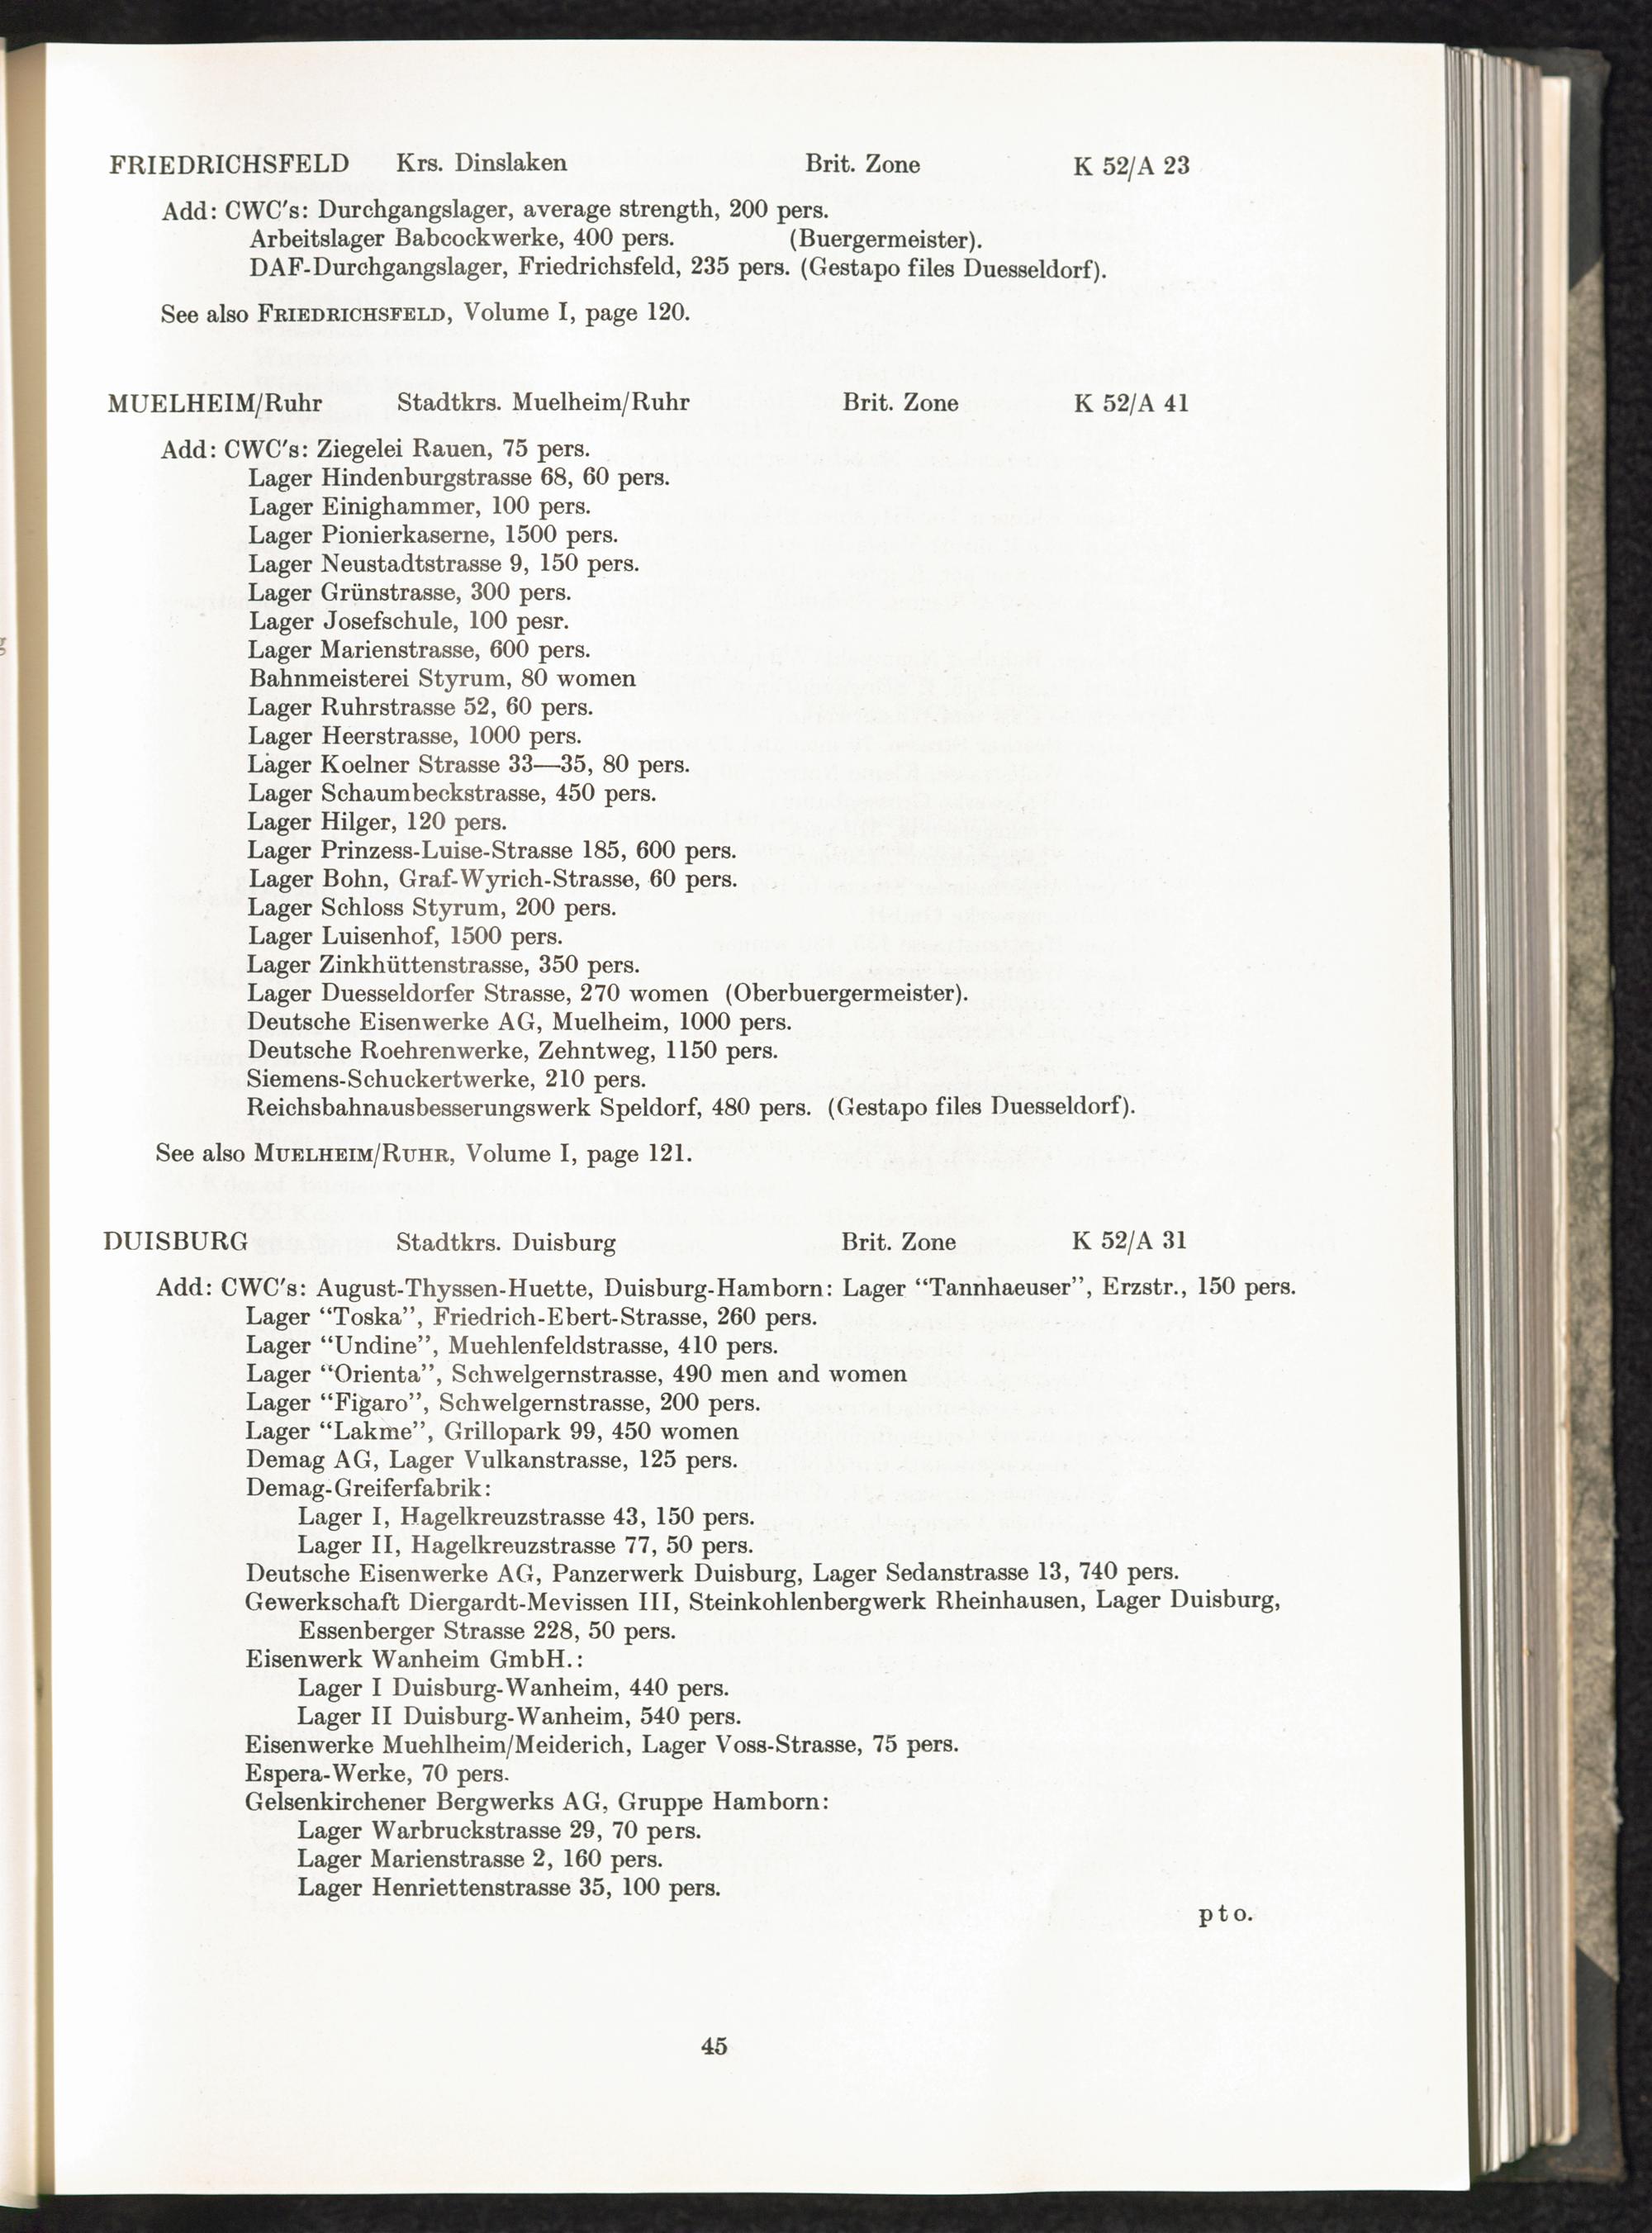 FRIEDRICHSFELD Krs. Dinslaken Brit. Zone K 52/A 23
Add: CWC's: Durchgangslager, average strength, 200 pers.
Arbeitslager Babcockwerke, 400 pers. (Buergermeister).
DAF-Durchgangslager, Friedrichsfeld, 235 pers. (Gestapo files Duesseldorf).
See also FRIEDRICHSFELD, Volume I, page 120.
MUELHEIM/Ruhr Stadtkrs. Muelheim/Ruhr Brit. Zone K 52/A 41
Add: CWC's: Ziegelei Rauen, 75 pers.
Lager Hindenburgstrasse 68, 60 pers.
Lager Einighammer, 100 pers.
Lager Pionierkaserne, 1500 pers.
Lager Neustadtstrasse 9, 150 pers.
Lager Grünstrasse, 300 pers.
Lager Josefschule, 100 pesr.
Lager Marienstrasse, 600 pers.
Bahnmeisterei Styrum, 80 women
Lager Ruhrstrasse 52, 60 pers.
Lager Heerstrasse, 1000 pers.
Lager Koelner Strasse 33—35, 80 pers.
Lager Schaumbeckstrasse, 450 pers.
Lager Hilger, 120 pers.
Lager Prinzess-Luise-Strasse 185, 600 pers.
Lager Bohn, Graf-Wyrich-Strasse, 60 pers.
Lager Schloss Styrum, 200 pers.
Lager Luisenhof, 1500 pers.
Lager Zinkhüttenstrasse, 350 pers.
Lager Duesseldorfer Strasse, 270 women (Oberbuergermeister).
Deutsche Eisenwerke AG, Muelheim, 1000 pers.
Deutsche Roehrenwerke, Zehntweg, 1150 pers.
Siemens-Schuckertwerke, 210 pers.
Reichsbahnausbesserungswerk Speldorf, 480 pers. (Gestapo files Duesseldorf).
See also MUELHEIM/RUHR, Volume I, page 121.
DUISBURG Stadtkrs. Duisburg Brit. Zone K 52/A 31
Add: CWC's: August-Thyssen-Huette, Duisburg-Hamborn: Lager “Tannhaeuser”, Erzstr., 150 pers.
Lager “Toska”, Friedrich-Ebert-Strasse, 260 pers.
Lager “Undine”, Muehlenfeldstrasse, 410 pers.
Lager “Orienta”, Schwelgernstrasse, 490 men and women
Lager “Figaro”, Schwelgernstrasse, 200 pers.
Lager “Lakme”, Grillopark 99, 450 women
Demag AG, Lager Vulkanstrasse, 125 pers.
Demag-Greiferfabrik:
Lager I, Hagelkreuzstrasse 43, 150 pers.
Lager II, Hagelkreuzstrasse 77, 50 pers.
Deutsche Eisenwerke AG, Panzerwerk Duisburg, Lager Sedanstrasse 13, 740 pers.
Gewerkschaft Diergardt-Mevissen III, Steinkohlenbergwerk Rheinhausen, Lager Duisburg,
Essenberger Strasse 228, 50 pers.
Eisenwerk Wanheim GmbH.:
Lager I Duisburg-Wanheim, 440 pers.
Lager II Duisburg-Wanheim, 540 pers.
Eisenwerke Muehlheim/Meiderich, Lager Voss-Strasse, 75 pers.
Espera-Werke, 70 pers.
Gelsenkirchener Bergwerks AG, Gruppe Hamborn:
Lager Warbruckstrasse 29, 70 pers.
Lager Marienstrasse 2, 160 pers.
Lager Henriettenstrasse 35, 100 pers.
pto.
45